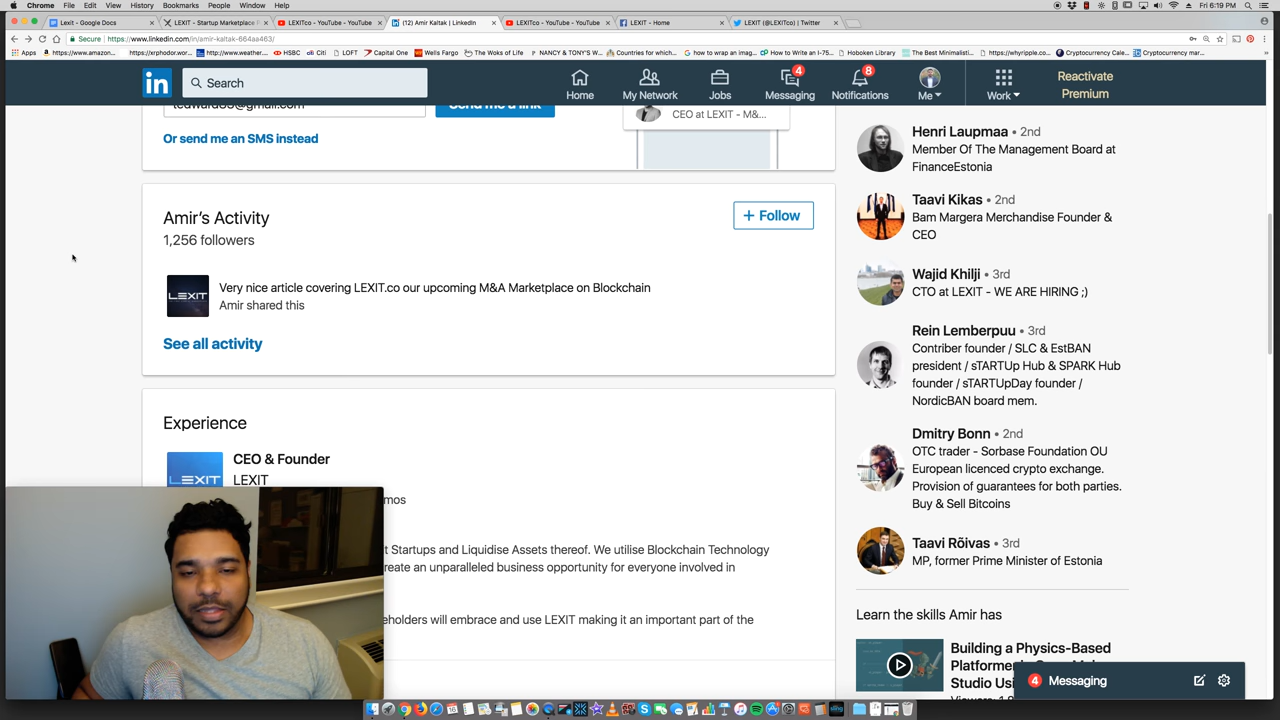 Chrome File Edit View History Bookmarks People Window Help
Fri 6:19 PM
Lexit - Google Docs
LEXIT - Startup Marketplace
LEXITco - YouTube - YouTube
(12) Amir Kaltak | LinkedIn
LEXITco - YouTube - YouTube
LEXIT - Home
LEXIT (@LEXITco) | Twitter
Secure https://www.linkedin.com/in/amir-kaltak-664aa463/
Apps
https://www.amazon...
https://xrphodor.wor...
http://www.weather...
HSBC
Citi
LOFT
Capital One
Wells Fargo
The Woks of Life
NANCY & TONY'S W...
Countries for which...
how to wrap an imag...
How to Write an I-75...
Hoboken Library
The Best Minimalist...
https://whyripple.co...
Cryptocurrency Cale...
Cryptocurrency mar...
in
Search
Home
My Network
Jobs
4
Messaging
8
Notifications
Me
Work
Reactivate
Premium
Send me a link
CEO at LEXIT - M&...
Or send me an SMS instead
Amir's Activity
+ Follow
1,256 followers
LEXIT
Very nice article covering LEXIT.co our upcoming M&A Marketplace on Blockchain
Amir shared this
See all activity
Experience
LEXIT
CEO & Founder
LEXIT
mos
t Startups and Liquidise Assets thereof. We utilise Blockchain Technology
reate an unparalleled business opportunity for everyone involved in
eholders will embrace and use LEXIT making it an important part of the
Henri Laupmaa • 2nd
Member Of The Management Board at
FinanceEstonia
Taavi Kikas • 2nd
Bam Margera Merchandise Founder &
CEO
Wajid Khilji • 3rd
CTO at LEXIT - WE ARE HIRING ;)
Rein Lemberpuu • 3rd
Contriber founder / SLC & EstBAN
president / sTARTUp Hub & SPARK Hub
founder / sTARTUpDay founder /
NordicBAN board mem.
Dmitry Bonn • 2nd
OTC trader - Sorbase Foundation OU
European licenced crypto exchange.
Provision of guarantees for both parties.
Buy & Sell Bitcoins
Taavi Rõivas • 3rd
MP, former Prime Minister of Estonia
Learn the skills Amir has
Building a Physics-Based
Platformer
Studio Usi
4 Messaging